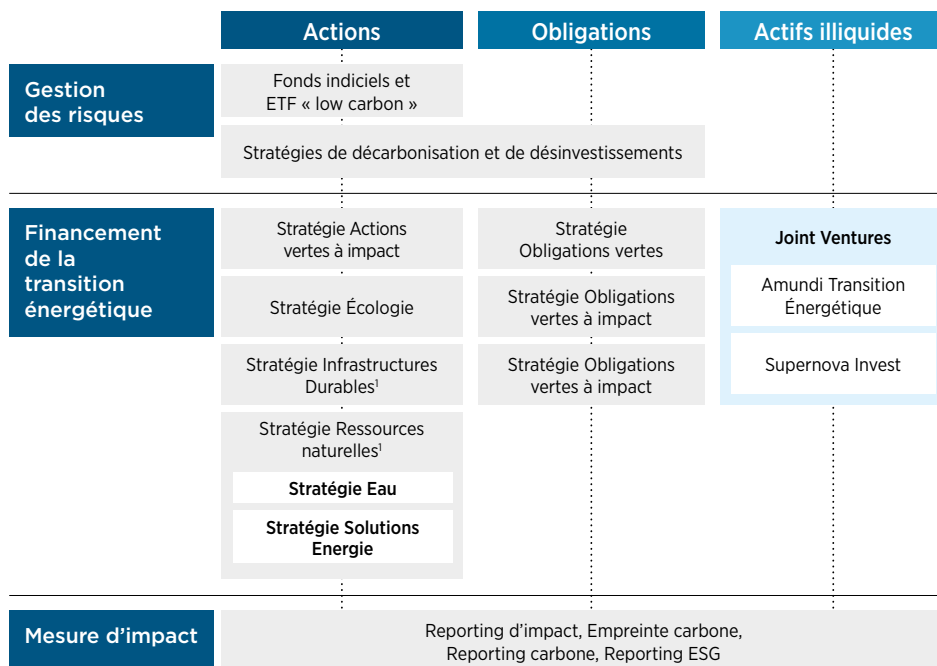 Actions
Obligations
Actifs illiquides
Gestion
des risques
Fonds indiciels et
ETF « low carbon »
Stratégies de décarbonisation et de désinvestissements
Financement
de la
transition
énergétique
Stratégie Actions
vertes à impact
Stratégie Écologie
Stratégie Infrastructures
Durables¹
Stratégie Ressources
naturelles¹
Stratégie Eau
Stratégie Solutions
Energie
Stratégie
Obligations vertes
Stratégie Obligations
vertes à impact
Stratégie Obligations
vertes à impact
Joint Ventures
Amundi Transition
Énergétique
Supernova Invest
Mesure d’impact
Reporting d’impact, Empreinte carbone,
Reporting carbone, Reporting ESG